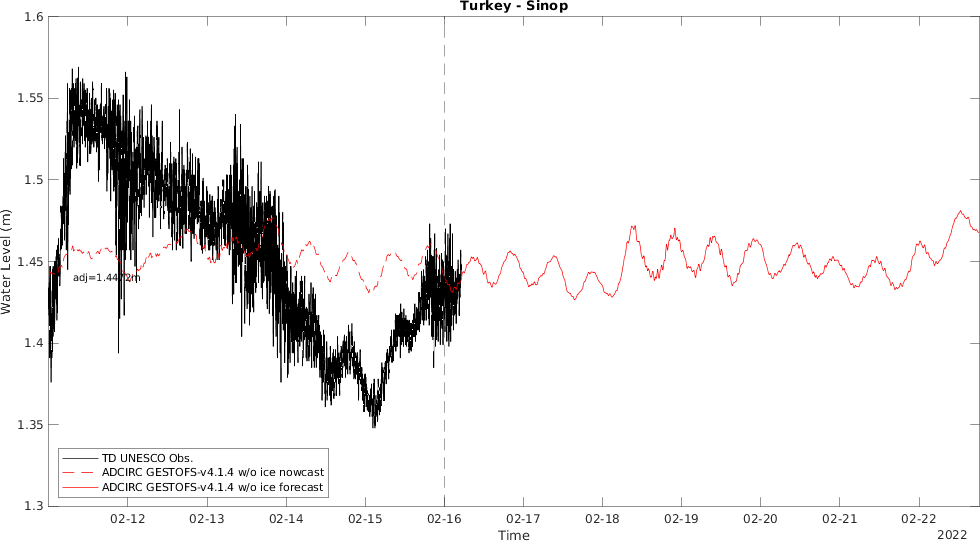 Turkey - Sinop
1.6
1.55
1.5
1.45
1.4
1.35
1.3
Water Level (m)
adj=1.4472m
TD UNESCO Obs.
ADCIRC GESTOFS-v4.1.4 w/o ice nowcast
ADCIRC GESTOFS-v4.1.4 w/o ice forecast
02-12 02-13 02-14 02-15 02-16 02-17 02-18 02-19 02-20 02-21 02-22
Time
2022